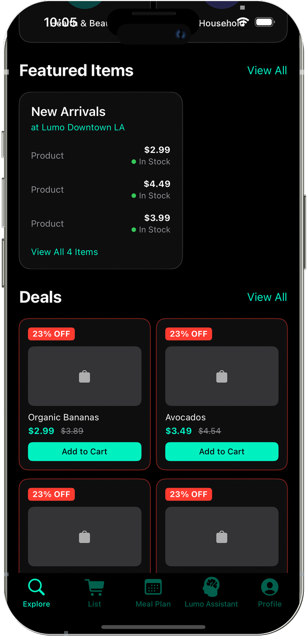 10:05
& Beau
Household
Featured Items
View All
New Arrivals
at Lumo Downtown LA
Product
$2.99
In Stock
Product
$4.49
In Stock
Product
$3.99
In Stock
View All 4 Items
Deals
View All
23% OFF
23% OFF
Organic Bananas
Avocados
$2.99 $3.89
$3.49 $4.54
Add to Cart
Add to Cart
23% OFF
23% OFF
Explore
List
Meal Plan
Lumo Assistant
Profile